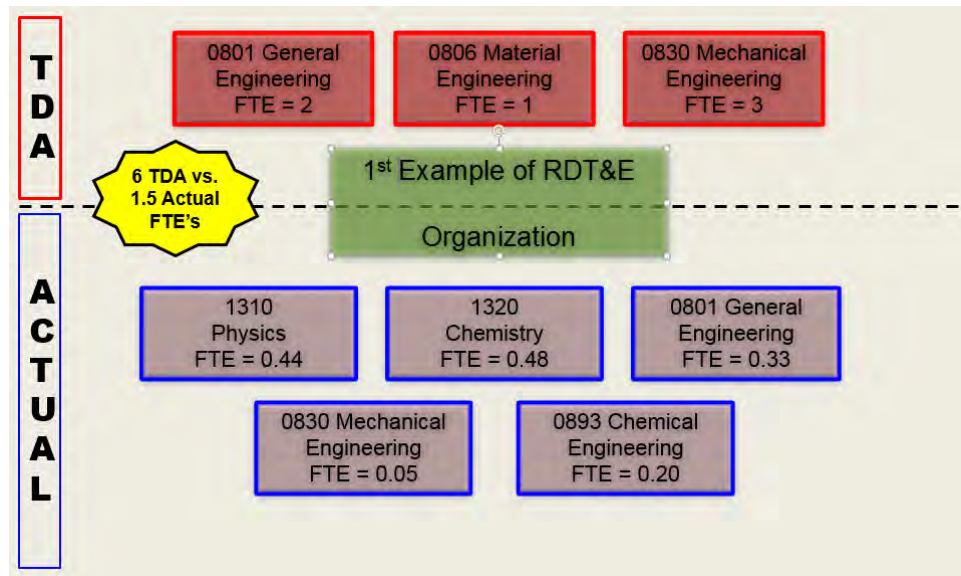 TDA
0801 General
Engineering
FTE = 2
0806 Material
Engineering
FTE = 1
0830 Mechanical
Engineering
FTE = 3
6 TDA vs.
1.5 Actual
FTE's
1st Example of RDT&E
Organization
ACTUAL
1310
Physics
FTE = 0.44
1320
Chemistry
FTE = 0.48
0801 General
Engineering
FTE = 0.33
0830 Mechanical
Engineering
FTE = 0.05
0893 Chemical
Engineering
FTE = 0.20